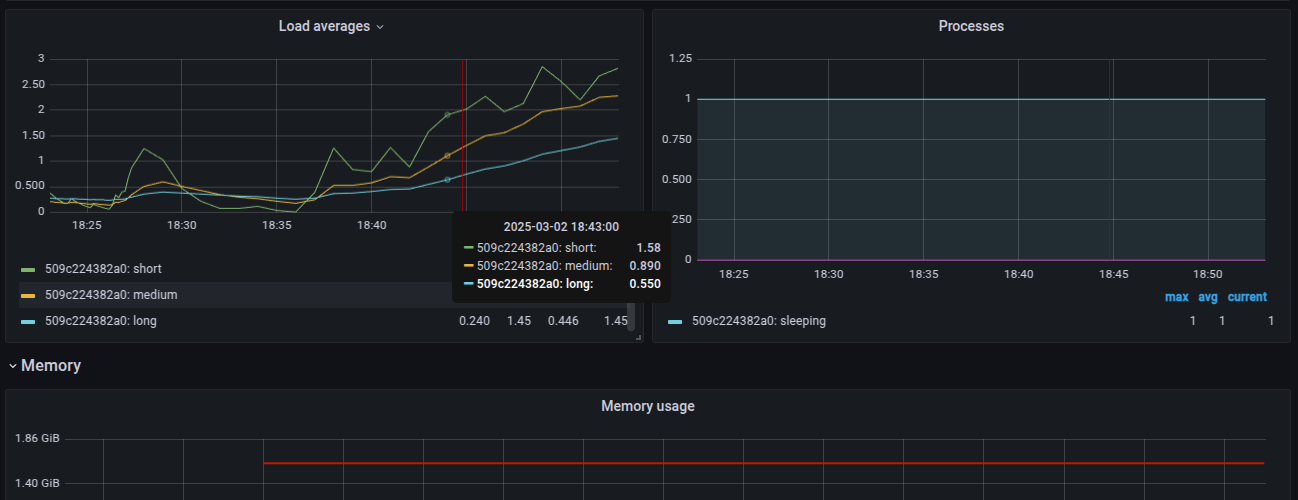 Load averages
3
2.50
2
1.50
1
0.500
0
18:25 18:30 18:35 18:40
2025-03-02 18:43:00
509c224382a0: short: 1.58
509c224382a0: medium: 0.890
509c224382a0: long: 0.550
509c224382a0: short
509c224382a0: medium
509c224382a0: long 0.240 1.45 0.446 1.45
Processes
1.25
1
0.750
0.500
250
0
18:25 18:30 18:35 18:40 18:45 18:50
max avg current
509c224382a0: sleeping 1 1 1
Memory
Memory usage
1.86 GiB
1.40 GiB